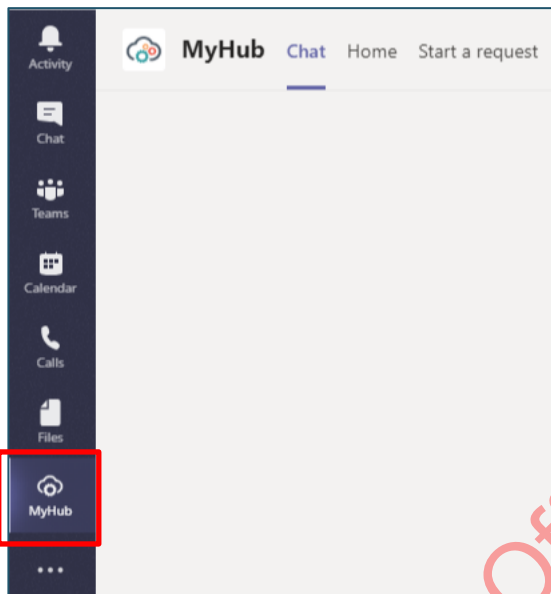 Activity
MyHub Chat Home Start a request
Chat
Teams
Calendar
Calls
Files
MyHub